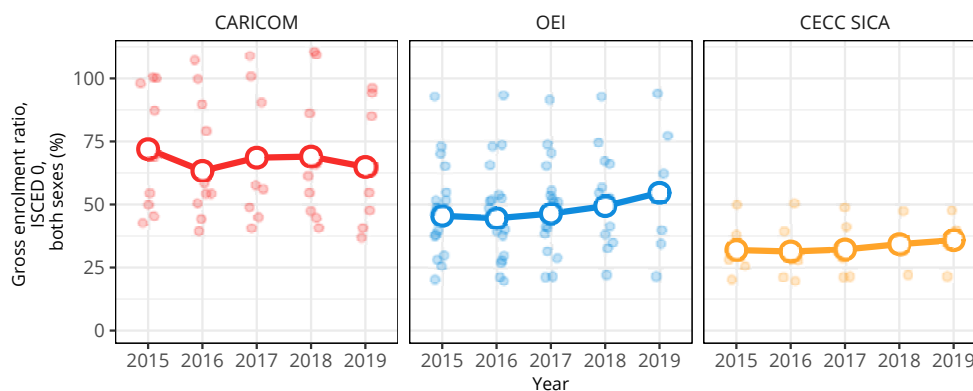 CARICOM
OEI
CECC SICA
Gross enrolment ratio,
ISCED 0,
both sexes (%)
100
75
50
25
0
2015 2016 2017 2018 2019
2015 2016 2017 2018 2019
2015 2016 2017 2018 2019
Year